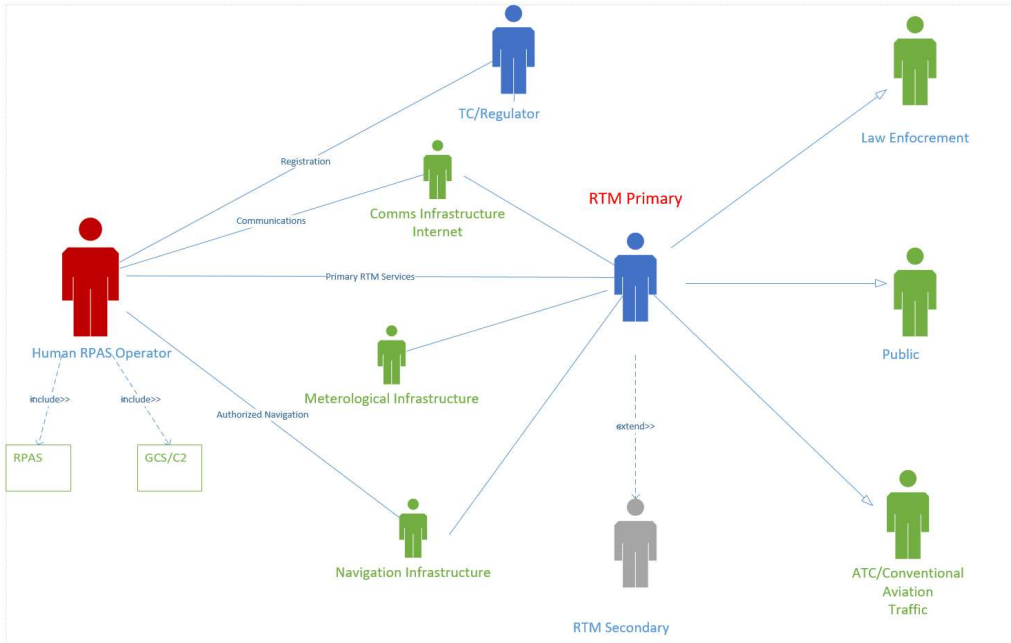 TC/Regulator
Law Enfocrement
Registration
Comms Infrastructure
Internet
Communications
RTM Primary
Primary RTM Services
Human RPAS Operator
Public
Meterological Infrastructure
include>>
include>>
Authorized Navigation
extend>>
RPAS
GCS/C2
Navigation Infrastructure
ATC/Conventional
Aviation
Traffic
RTM Secondary